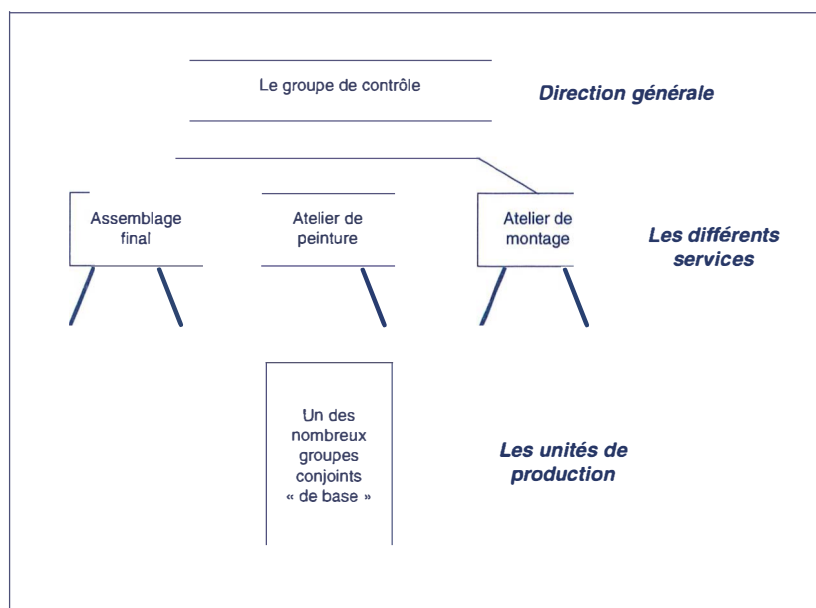 Le groupe de contrôle
Direction générale
Assemblage
final
Atelier de
peinture
Atelier de
montage
Les différents
services
Un des
nombreux
groupes
conjoints
« de base »
Les unités de
production